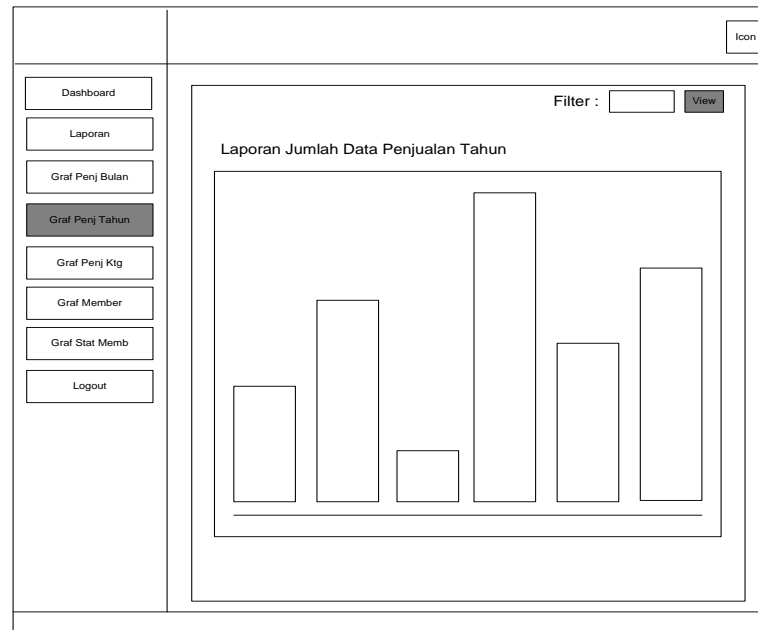 Icon
Dashboard
Laporan
Graf Penj Bulan
Graf Penj Tahun
Graf Penj Ktg
Graf Member
Graf Stat Memb
Logout
Filter :
View
Laporan Jumlah Data Penjualan Tahun